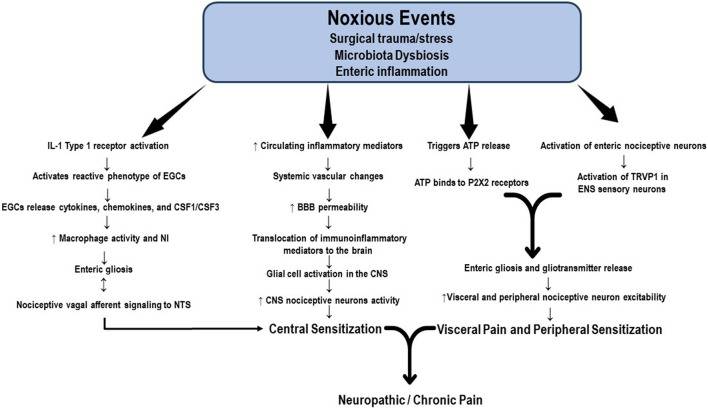 Noxious Events
Surgical trauma/stress
Microbiota Dysbiosis
Enteric inflammation
IL-1 Type 1 receptor activation
↓
Activates reactive phenotype of EGCs
↓
EGCs release cytokines, chemokines, and CSF1/CSF3
↓
↑ Macrophage activity and NI
↓
Enteric gliosis
↕
Nociceptive vagal afferent signaling to NTS
↑ Circulating inflammatory mediators
↓
Systemic vascular changes
↓
↑ BBB permeability
↓
Translocation of immunoinflammatory
mediators to the brain
↓
Glial cell activation in the CNS
↓
↑ CNS nociceptive neurons activity
↓
Central Sensitization
Triggers ATP release
↓
ATP binds to P2X2 receptors
Activation of enteric nociceptive neurons
↓
Activation of TRVP1 in
ENS sensory neurons
Enteric gliosis and gliotransmitter release
↓
↑Visceral and peripheral nociceptive neuron excitability
↓
Visceral Pain and Peripheral Sensitization
Neuropathic / Chronic Pain